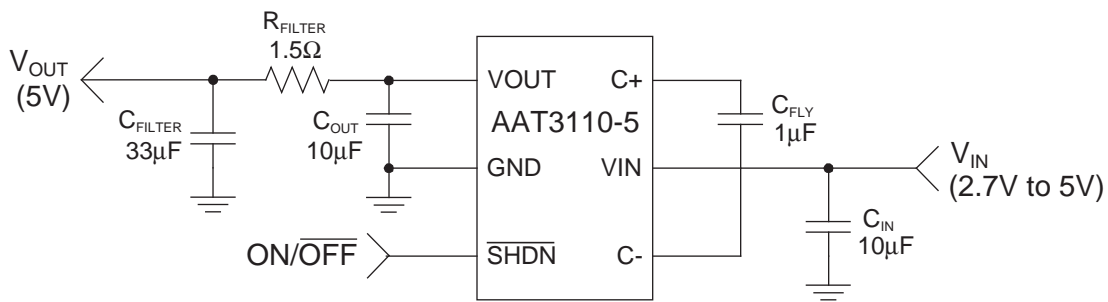 R_FILTER
1.5Ω
V_OUT
(5V)
C_FILTER
33μF
C_OUT
10μF
VOUT
C+
AAT3110-5
GND
VIN
SHDN
C-
C_FLY
1μF
V_IN
(2.7V to 5V)
C_IN
10μF
ON/OFF